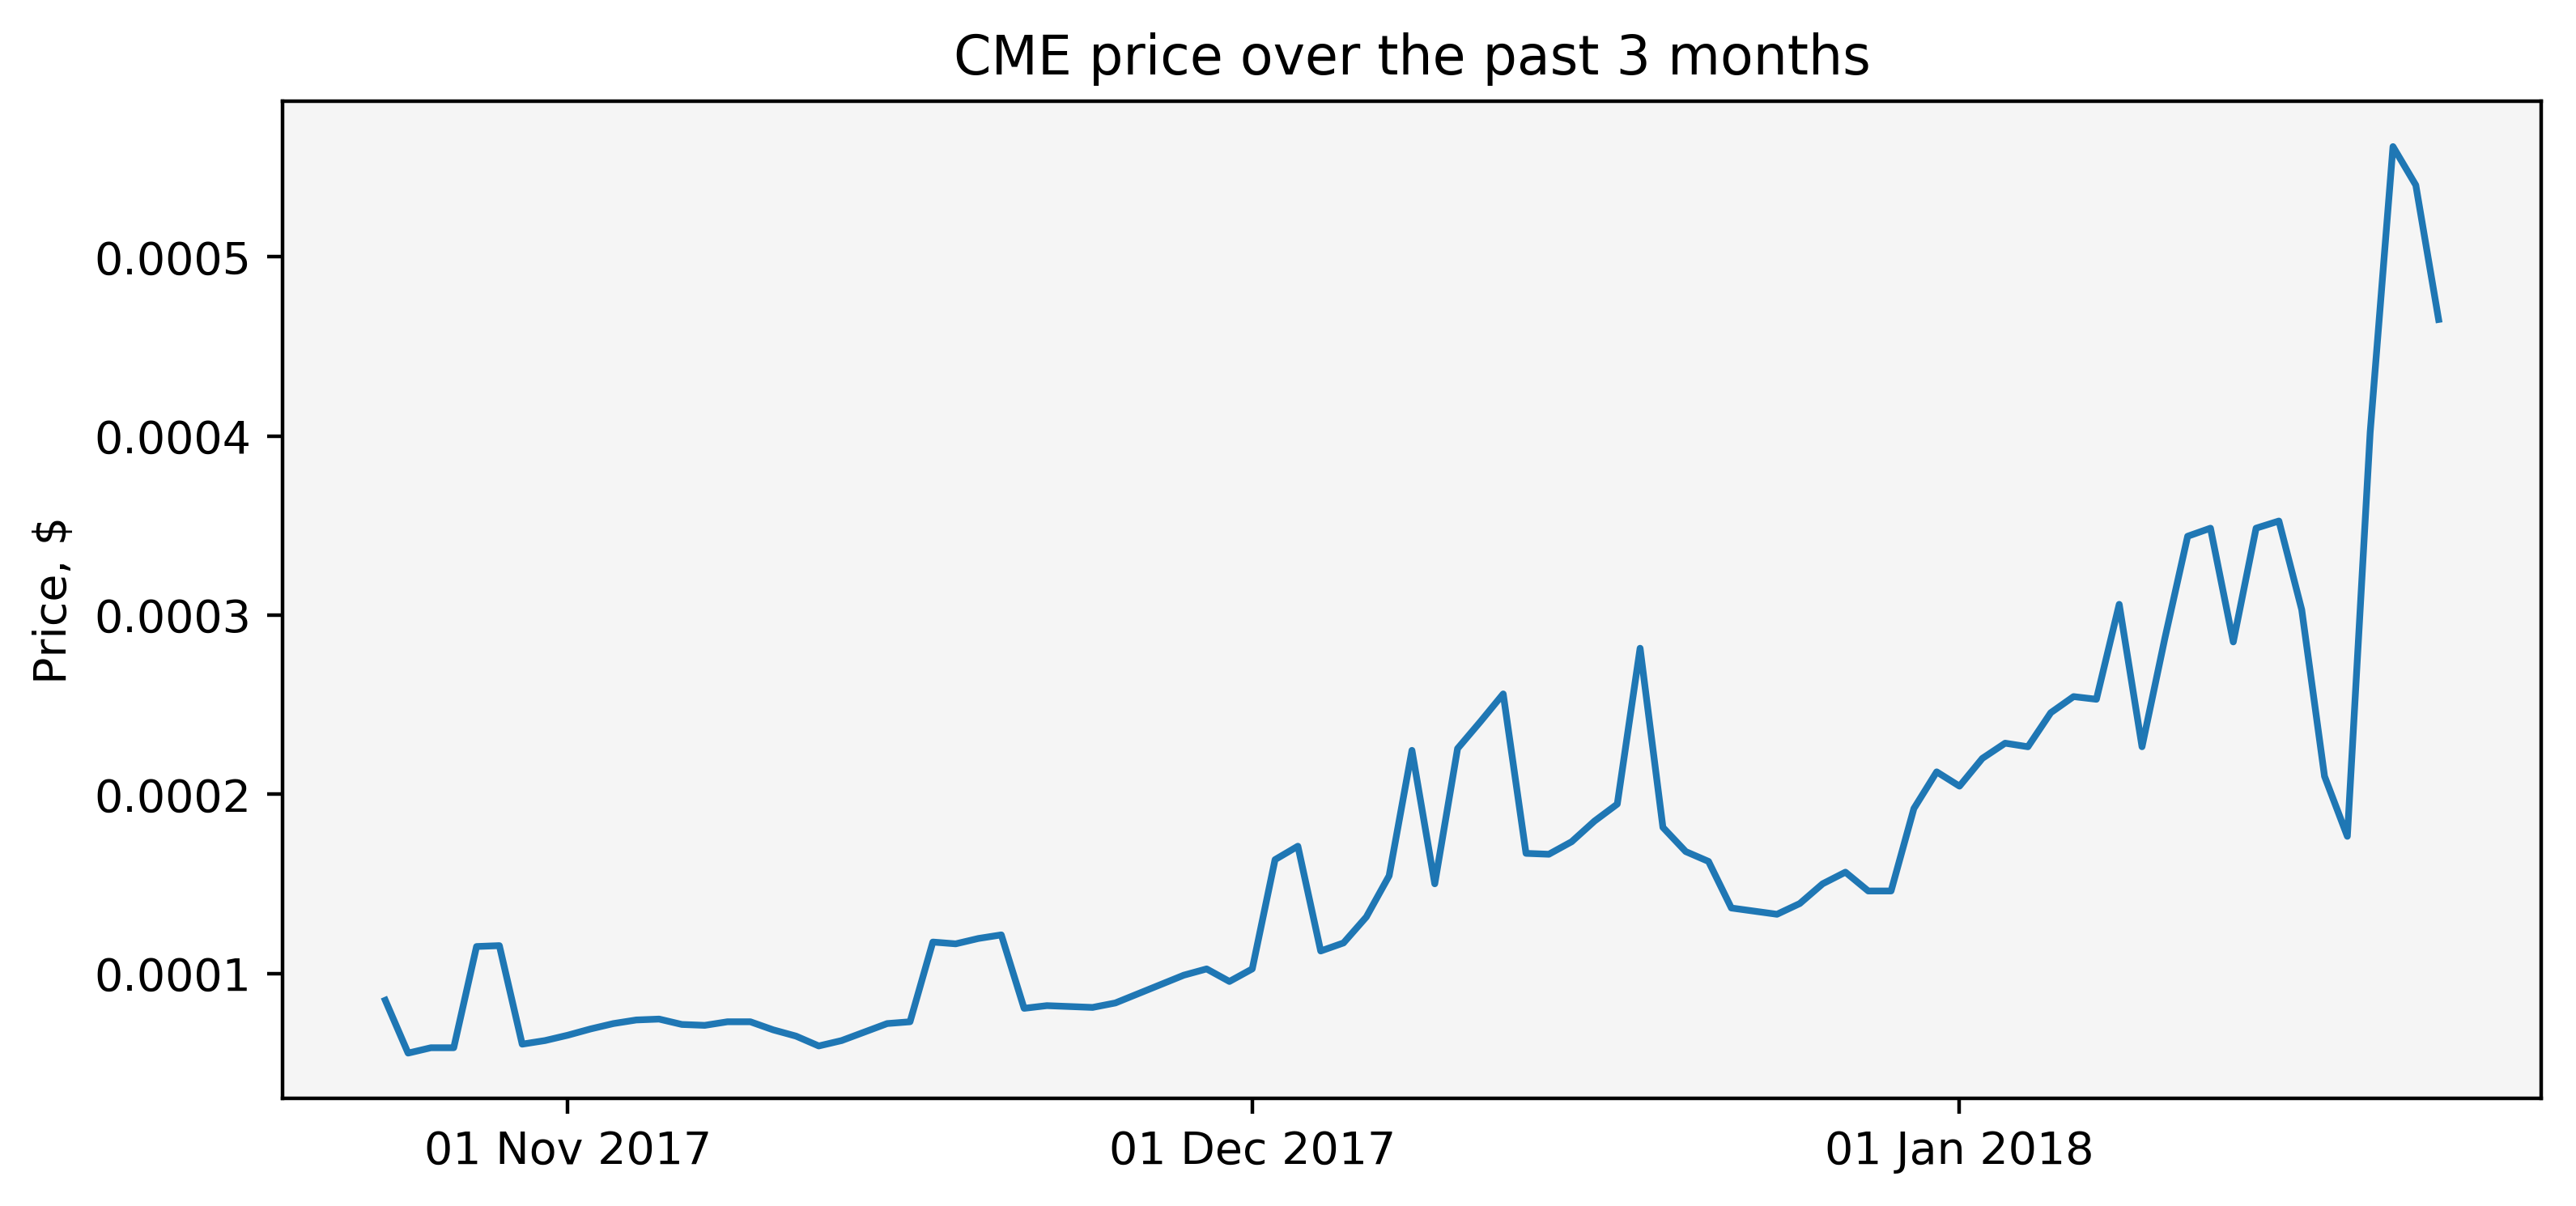 CME price over the past 3 months
Price, $
0.0005
0.0004
0.0003
0.0002
0.0001
01 Nov 2017
01 Dec 2017
01 Jan 2018